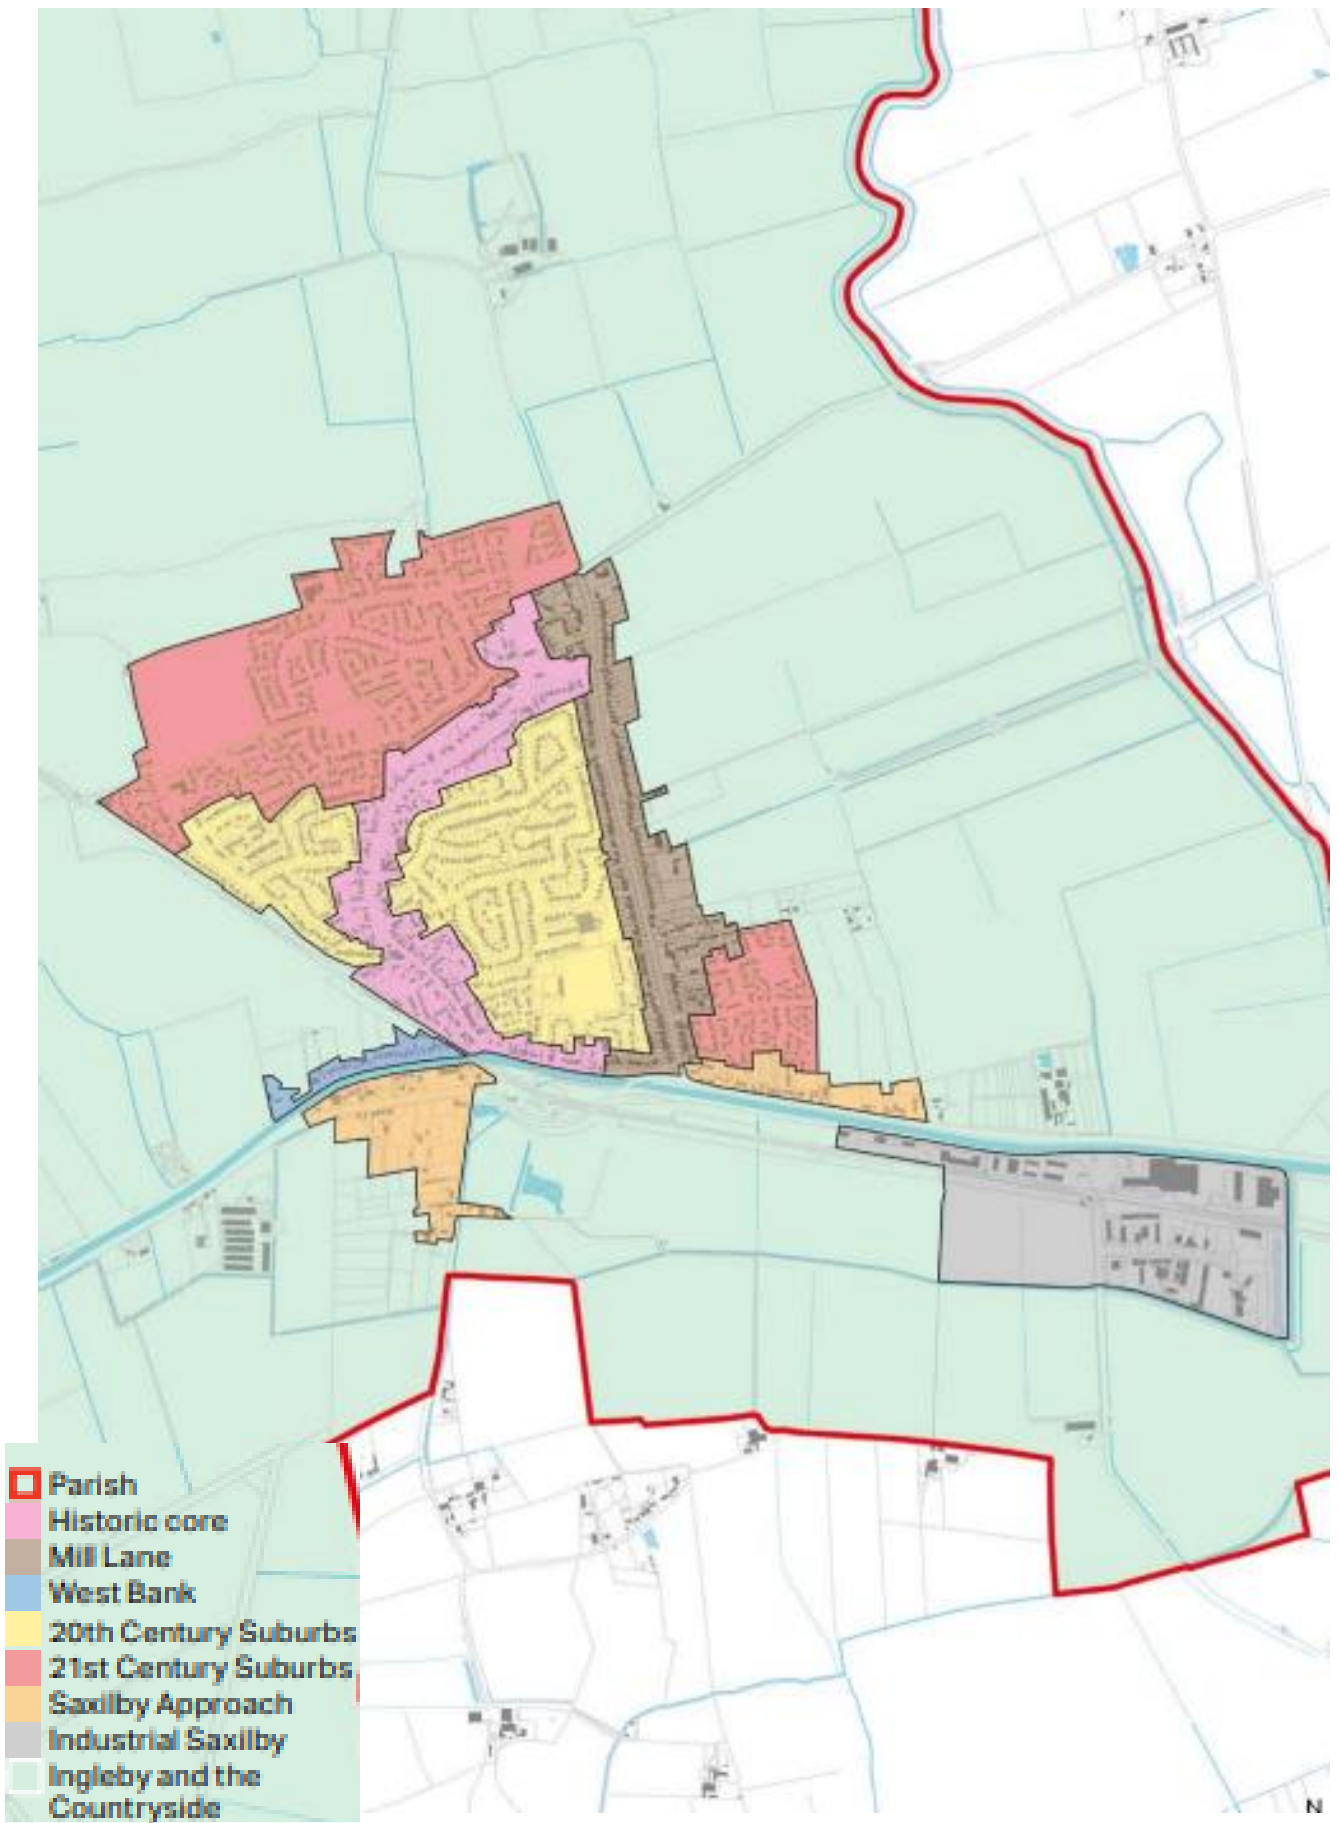 Parish
Historic core
Mill Lane
West Bank
20th Century Suburbs
21st Century Suburbs
Saxilby Approach
Industrial Saxilby
Ingleby and the
Countryside
N